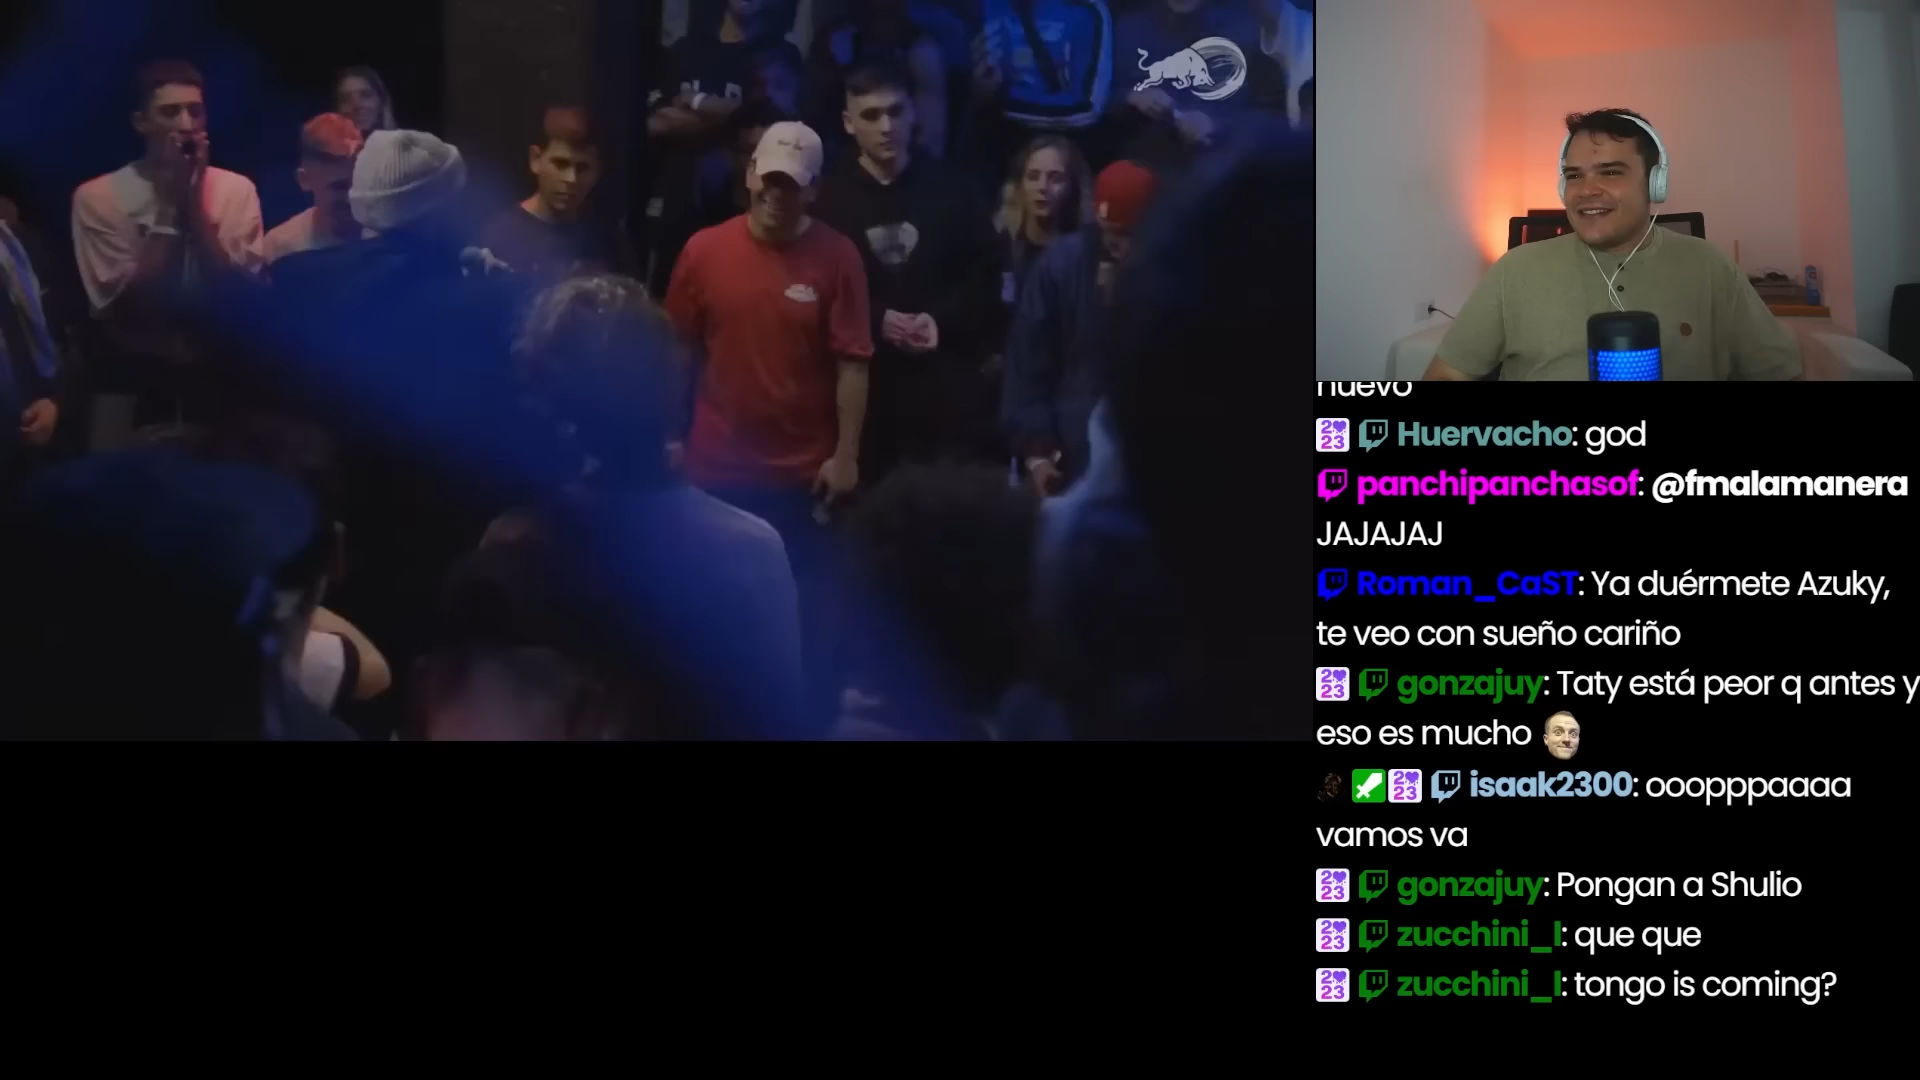 nuevo
Huervacho: god
panchipanchasof: @fmalamanera
JAJAJAJ
Roman_CaST: Ya duérmete Azuky,
te veo con sueño cariño
gonzajuy: Taty está peor q antes y
eso es mucho
isaak2300: ooopppaaaa
vamos va
gonzajuy: Pongan a Shulio
zucchini_l: que que
zucchini_l: tongo is coming?